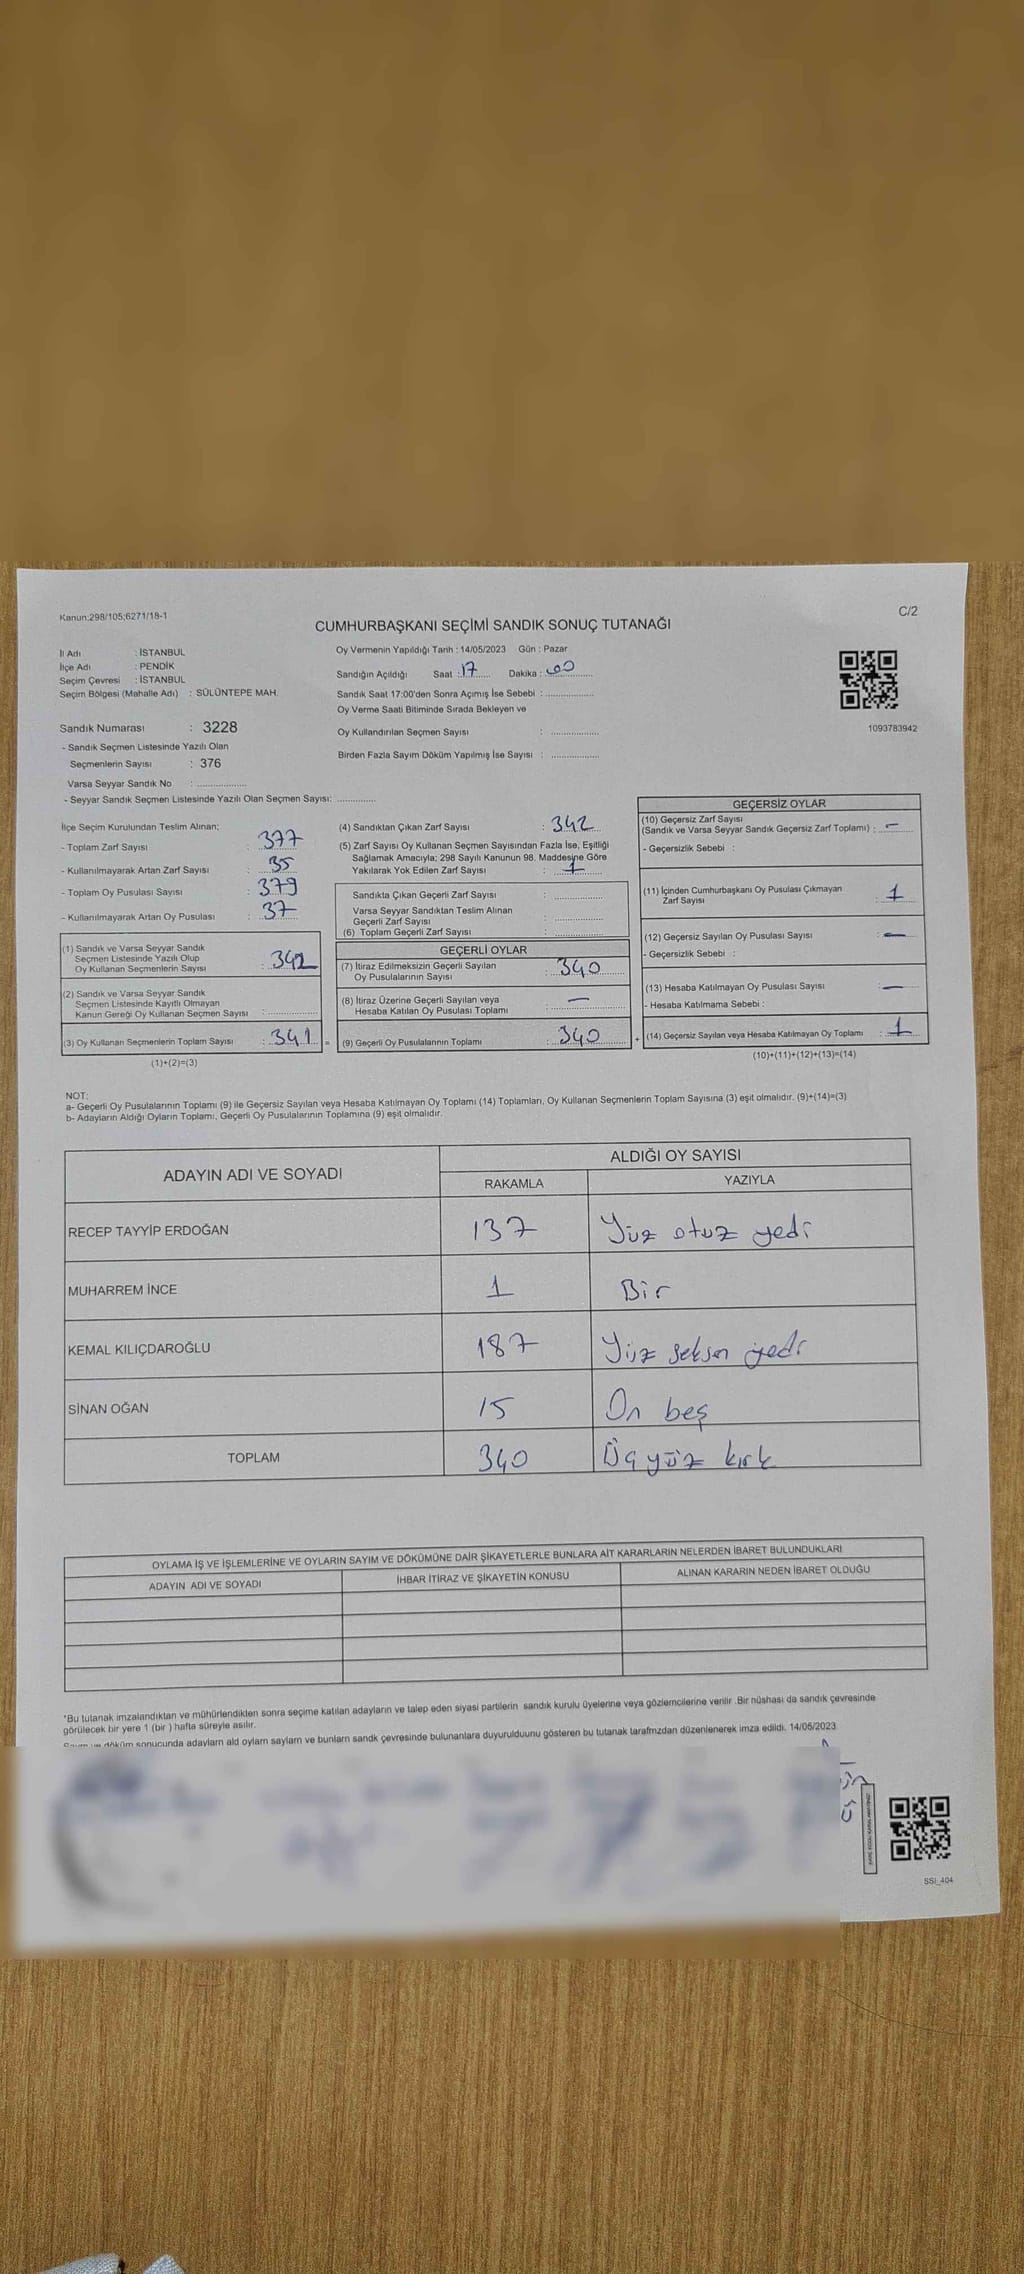 Kanun:298/105;6271/18-1
C/2
CUMHURBAŞKANI SEÇİMİ SANDIK SONUÇ TUTANAĞI
İl Adı : İSTANBUL
İlçe Adı : PENDİK
Seçim Çevresi : İSTANBUL
Seçim Bölgesi (Mahalle Adı) : SÜLÜNTEPE MAH.
Sandık Numarası : 3228
- Sandık Seçmen Listesinde Yazılı Olan
Seçmenlerin Sayısı : 376
Varsa Seyyar Sandık No : ..................
- Seyyar Sandık Seçmen Listesinde Yazılı Olan Seçmen Sayısı: ..............
Oy Vermenin Yapıldığı Tarih : 14/05/2023 Gün : Pazar
Sandığın Açıldığı Saat : 17 Dakika : 00
Sandık Saat 17:00'den Sonra Açımış İse Sebebi : ..................
Oy Verme Saati Bitiminde Sırada Bekleyen ve
Oy Kullandırılan Seçmen Sayısı : ..................
Birden Fazla Sayım Döküm Yapılmış İse Sayısı : ..................
1093783942
İlçe Seçim Kurulundan Teslim Alınan;
- Toplam Zarf Sayısı : 377
- Kullanılmayarak Artan Zarf Sayısı : 35
- Toplam Oy Pusulası Sayısı : 379
- Kullanılmayarak Artan Oy Pusulası : 37
(1) Sandık ve Varsa Seyyar Sandık
Seçmen Listesinde Yazılı Olup
Oy Kullanan Seçmenlerin Sayısı : 342
(2) Sandık ve Varsa Seyyar Sandık
Seçmen Listesinde Kayıtlı Olmayan
Kanun Gereği Oy Kullanan Seçmen Sayısı : ..................
(3) Oy Kullanan Seçmenlerin Toplam Sayısı : 341 =
(1)+(2)=(3)
(4) Sandıktan Çıkan Zarf Sayısı : 342
(5) Zarf Sayısı Oy Kullanan Seçmen Sayısından Fazla İse, Eşitliği
Sağlamak Amacıyla; 298 Sayılı Kanunun 98. Maddesine Göre
Yakılarak Yok Edilen Zarf Sayısı : 1
Sandıkta Çıkan Geçerli Zarf Sayısı : ..................
Varsa Seyyar Sandıktan Teslim Alınan
Geçerli Zarf Sayısı : ..................
(6) Toplam Geçerli Zarf Sayısı : ..................
GEÇERLİ OYLAR
(7) İtiraz Edilmeksizin Geçerli Sayılan
Oy Pusulalarının Sayısı : 340
(8) İtiraz Üzerine Geçerli Sayılan veya
Hesaba Katılan Oy Pusulası Toplamı : —
(9) Geçerli Oy Pusulalarının Toplamı : 340 +
GEÇERSİZ OYLAR
(10) Geçersiz Zarf Sayısı
(Sandık ve Varsa Seyyar Sandık Geçersiz Zarf Toplamı) : —
- Geçersizlik Sebebi :
(11) İçinden Cumhurbaşkanı Oy Pusulası Çıkmayan
Zarf Sayısı : 1
(12) Geçersiz Sayılan Oy Pusulası Sayısı : —
- Geçersizlik Sebebi :
(13) Hesaba Katılmayan Oy Pusulası Sayısı : —
- Hesaba Katılmama Sebebi :
(14) Geçersiz Sayılan veya Hesaba Katılmayan Oy Toplamı : 1
(10)+(11)+(12)+(13)=(14)
NOT:
a- Geçerli Oy Pusulalarının Toplamı (9) ile Geçersiz Sayılan veya Hesaba Katılmayan Oy Toplamı (14) Toplamları, Oy Kullanan Seçmenlerin Toplam Sayısına (3) eşit olmalıdır. (9)+(14)=(3)
b- Adayların Aldığı Oyların Toplamı, Geçerli Oy Pusulalarının Toplamına (9) eşit olmalıdır.
ADAYIN ADI VE SOYADI ALDIĞI OY SAYISI
RAKAMLA YAZIYLA
RECEP TAYYİP ERDOĞAN 137 Yüz otuz yedi
MUHARREM İNCE 1 Bir
KEMAL KILIÇDAROĞLU 187 Yüz seksen yedi
SİNAN OĞAN 15 On beş
TOPLAM 340 Üçyüz kırk
OYLAMA İŞ VE İŞLEMLERİNE VE OYLARIN SAYIM VE DÖKÜMÜNE DAİR ŞİKAYETLERLE BUNLARA AİT KARARLARIN NELERDEN İBARET BULUNDUKLARI
ADAYIN ADI VE SOYADI İHBAR İTİRAZ VE ŞİKAYETİN KONUSU ALINAN KARARIN NEDEN İBARET OLDUĞU
*Bu tutanak imzalandıktan ve mühürlendikten sonra seçime katılan adayların ve talep eden siyasi partilerin sandık kurulu üyelerine veya gözlemcilerine verilir .Bir nüshası da sandık çevresinde
görülecek bir yere 1 (bir ) hafta süreyle asılır.
Sayım ve döküm sonucunda adayların ald oyların sayların ve bunların sandk çevresinde bulunanlara duyurulduunu gösteren bu tutanak tarafmzdan düzenlenerek imza edildi. 14/05/2023
SSI_404